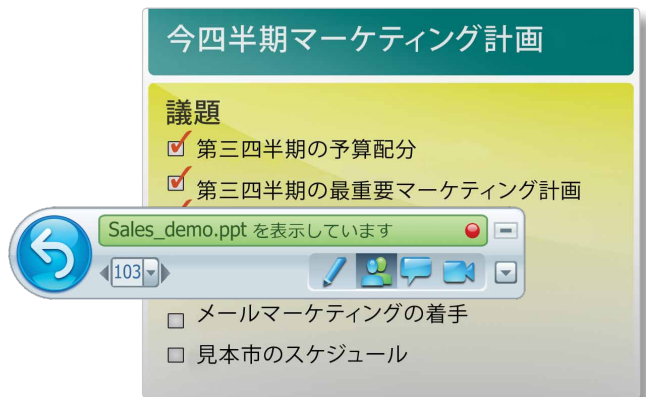 今四半期マーケティング計画
議題
第三四半期の予算配分
第三四半期の最重要マーケティング計画
Sales_demo.ppt を表示しています
103
メールマーケティングの着手
見本市のスケジュール